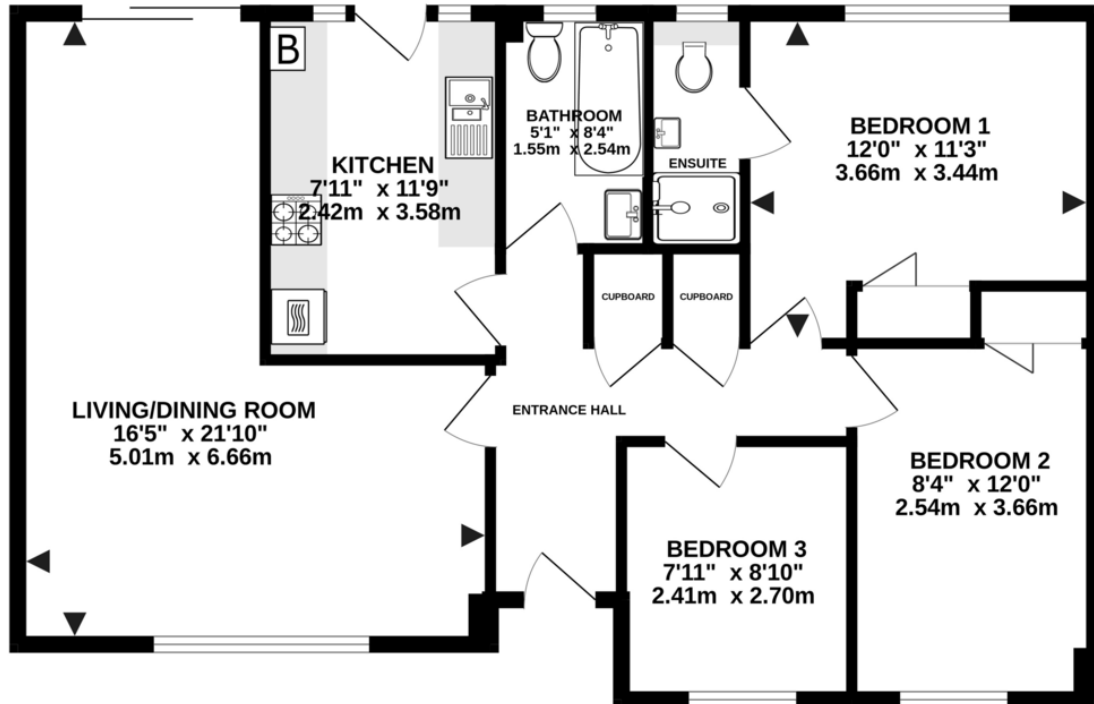 B
KITCHEN
7'11" x 11'9"
2.42m x 3.58m
BATHROOM
5'1" x 8'4"
1.55m x 2.54m
ENSUITE
BEDROOM 1
12'0" x 11'3"
3.66m x 3.44m
CUPBOARD
CUPBOARD
LIVING/DINING ROOM
16'5" x 21'10"
5.01m x 6.66m
ENTRANCE HALL
BEDROOM 2
8'4" x 12'0"
2.54m x 3.66m
BEDROOM 3
7'11" x 8'10"
2.41m x 2.70m